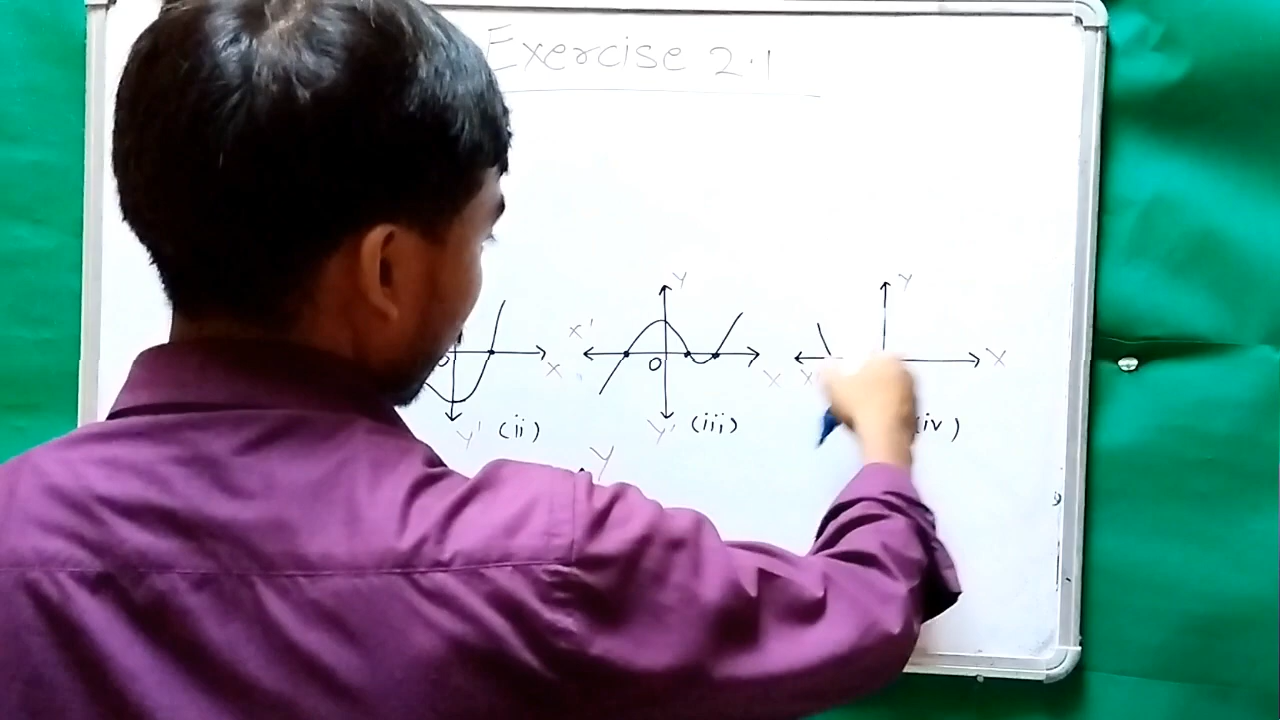 Exercise 2.1
Y Y
X' O X X X' O X X' X
Y' (ii) Y' (iii) (iv)
Y